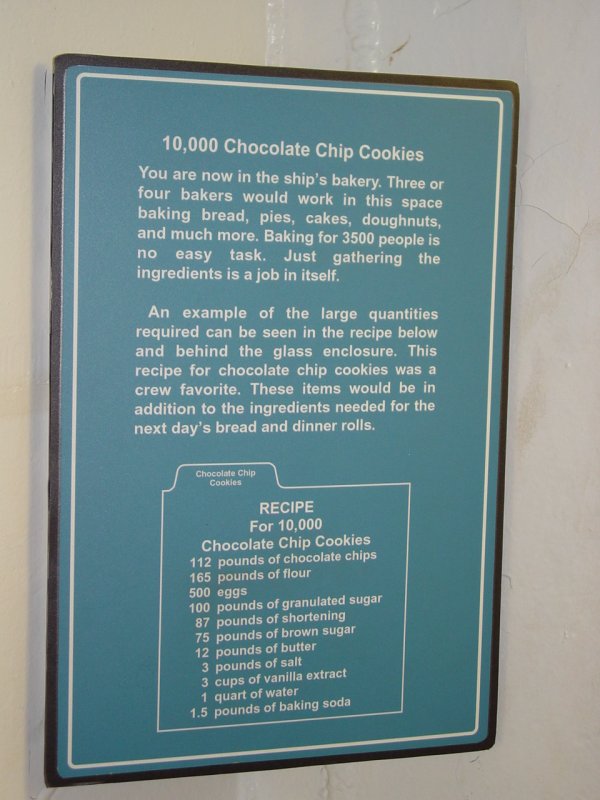 10,000 Chocolate Chip Cookies
You are now in the ship's bakery. Three or
four bakers would work in this space
baking bread, pies, cakes, doughnuts,
and much more. Baking for 3500 people is
no easy task. Just gathering the
ingredients is a job in itself.
An example of the large quantities
required can be seen in the recipe below
and behind the glass enclosure. This
recipe for chocolate chip cookies was a
crew favorite. These items would be in
addition to the ingredients needed for the
next day's bread and dinner rolls.
Chocolate Chip
Cookies
RECIPE
For 10,000
Chocolate Chip Cookies
112 pounds of chocolate chips
165 pounds of flour
500 eggs
100 pounds of granulated sugar
87 pounds of shortening
75 pounds of brown sugar
12 pounds of butter
3 pounds of salt
3 cups of vanilla extract
1 quart of water
1.5 pounds of baking soda